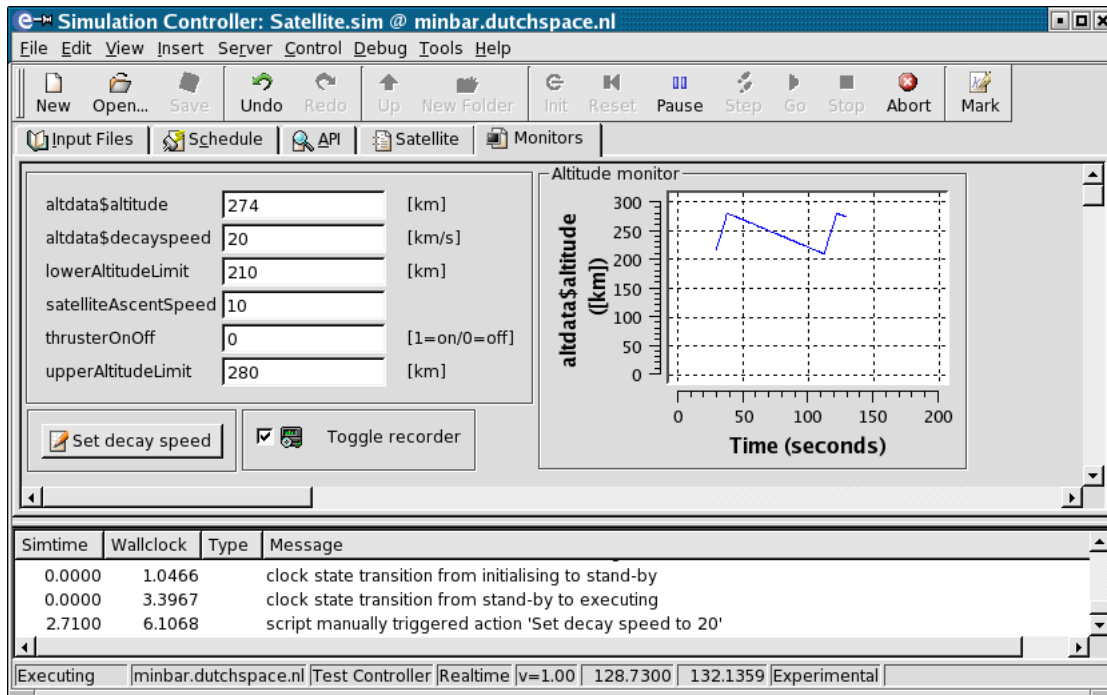 Simulation Controller: Satellite.sim @ minbar.dutchspace.nl
File Edit View Insert Server Control Debug Tools Help
New Open... Save Undo Redo Up New Folder Init Reset Pause Step Go Stop Abort Mark
Input Files Schedule API Satellite Monitors
altdata$altitude 274 [km]
altdata$decayspeed 20 [km/s]
lowerAltitudeLimit 210 [km]
satelliteAscentSpeed 10
thrusterOnOff 0 [1=on/0=off]
upperAltitudeLimit 280 [km]
Set decay speed
Toggle recorder
Altitude monitor
altdata$altitude
([km])
300
250
200
150
100
50
0
0 50 100 150 200
Time (seconds)
Simtime Wallclock Type Message
0.0000 1.0466 clock state transition from initialising to stand-by
0.0000 3.3967 clock state transition from stand-by to executing
2.7100 6.1068 script manually triggered action 'Set decay speed to 20'
Executing minbar.dutchspace.nl Test Controller Realtime v=1.00 128.7300 132.1359 Experimental